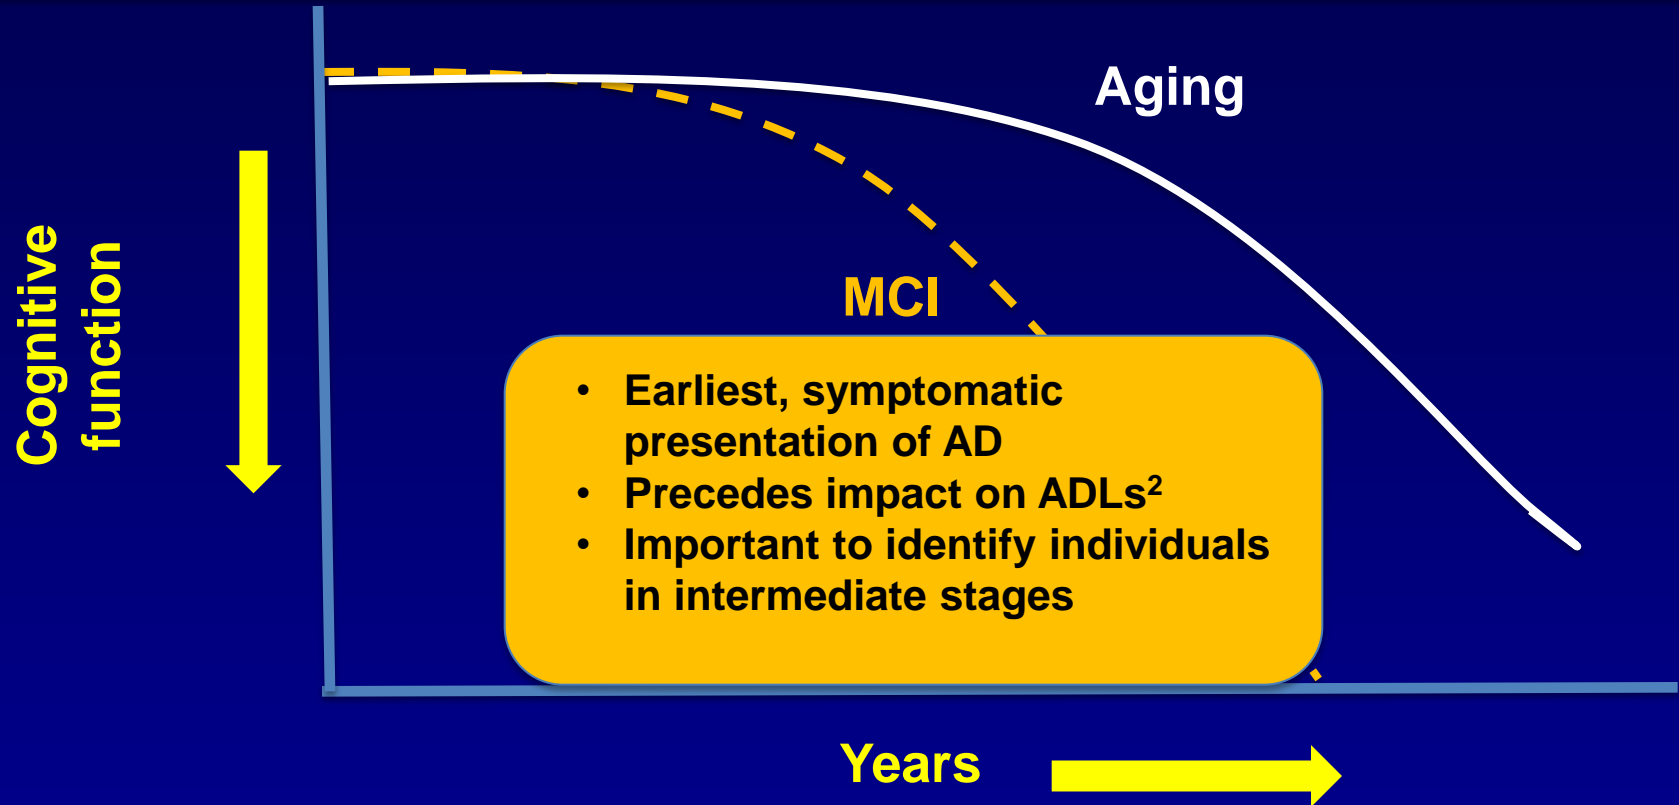 Aging
Cognitive
function
MCI
• Earliest, symptomatic
presentation of AD
• Precedes impact on ADLs²
• Important to identify individuals
in intermediate stages
Years